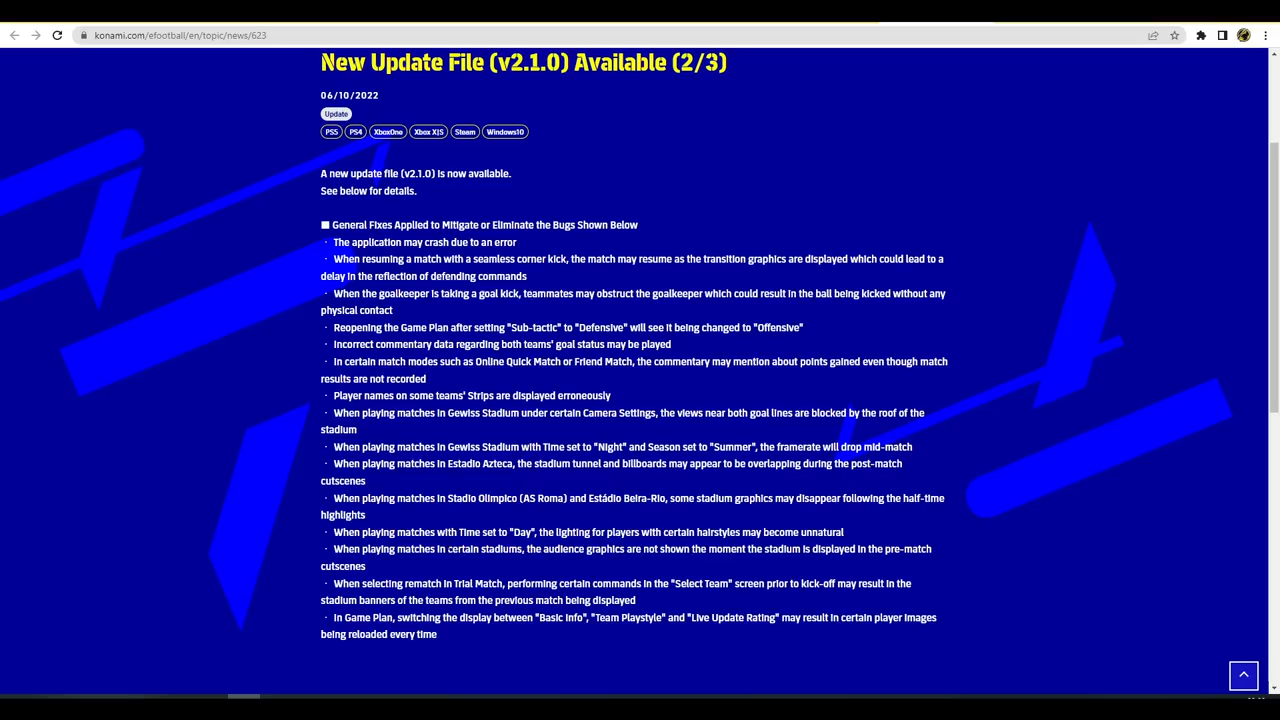 konami.com/efootball/en/topic/news/623
New Update File (v2.1.0) Available (2/3)
06/10/2022
Update
PS5 PS4 XboxOne Xbox X|S Steam Windows10
A new update file (v2.1.0) is now available.
See below for details.
■ General Fixes Applied to Mitigate or Eliminate the Bugs Shown Below
・ The application may crash due to an error
・ When resuming a match with a seamless corner kick, the match may resume as the transition graphics are displayed which could lead to a
delay in the reflection of defending commands
・ When the goalkeeper is taking a goal kick, teammates may obstruct the goalkeeper which could result in the ball being kicked without any
physical contact
・ Reopening the Game Plan after setting "Sub-tactic" to "Defensive" will see it being changed to "Offensive"
・ Incorrect commentary data regarding both teams' goal status may be played
・ In certain match modes such as Online Quick Match or Friend Match, the commentary may mention about points gained even though match
results are not recorded
・ Player names on some teams' Strips are displayed erroneously
・ When playing matches in Gewiss Stadium under certain Camera Settings, the views near both goal lines are blocked by the roof of the
stadium
・ When playing matches in Gewiss Stadium with Time set to "Night" and Season set to "Summer", the framerate will drop mid-match
・ When playing matches in Estadio Azteca, the stadium tunnel and billboards may appear to be overlapping during the post-match
cutscenes
・ When playing matches in Stadio Olimpico (AS Roma) and Estádio Beira-Rio, some stadium graphics may disappear following the half-time
highlights
・ When playing matches with Time set to "Day", the lighting for players with certain hairstyles may become unnatural
・ When playing matches in certain stadiums, the audience graphics are not shown the moment the stadium is displayed in the pre-match
cutscenes
・ When selecting rematch in Trial Match, performing certain commands in the "Select Team" screen prior to kick-off may result in the
stadium banners of the teams from the previous match being displayed
・ In Game Plan, switching the display between "Basic Info", "Team Playstyle" and "Live Update Rating" may result in certain player images
being reloaded every time